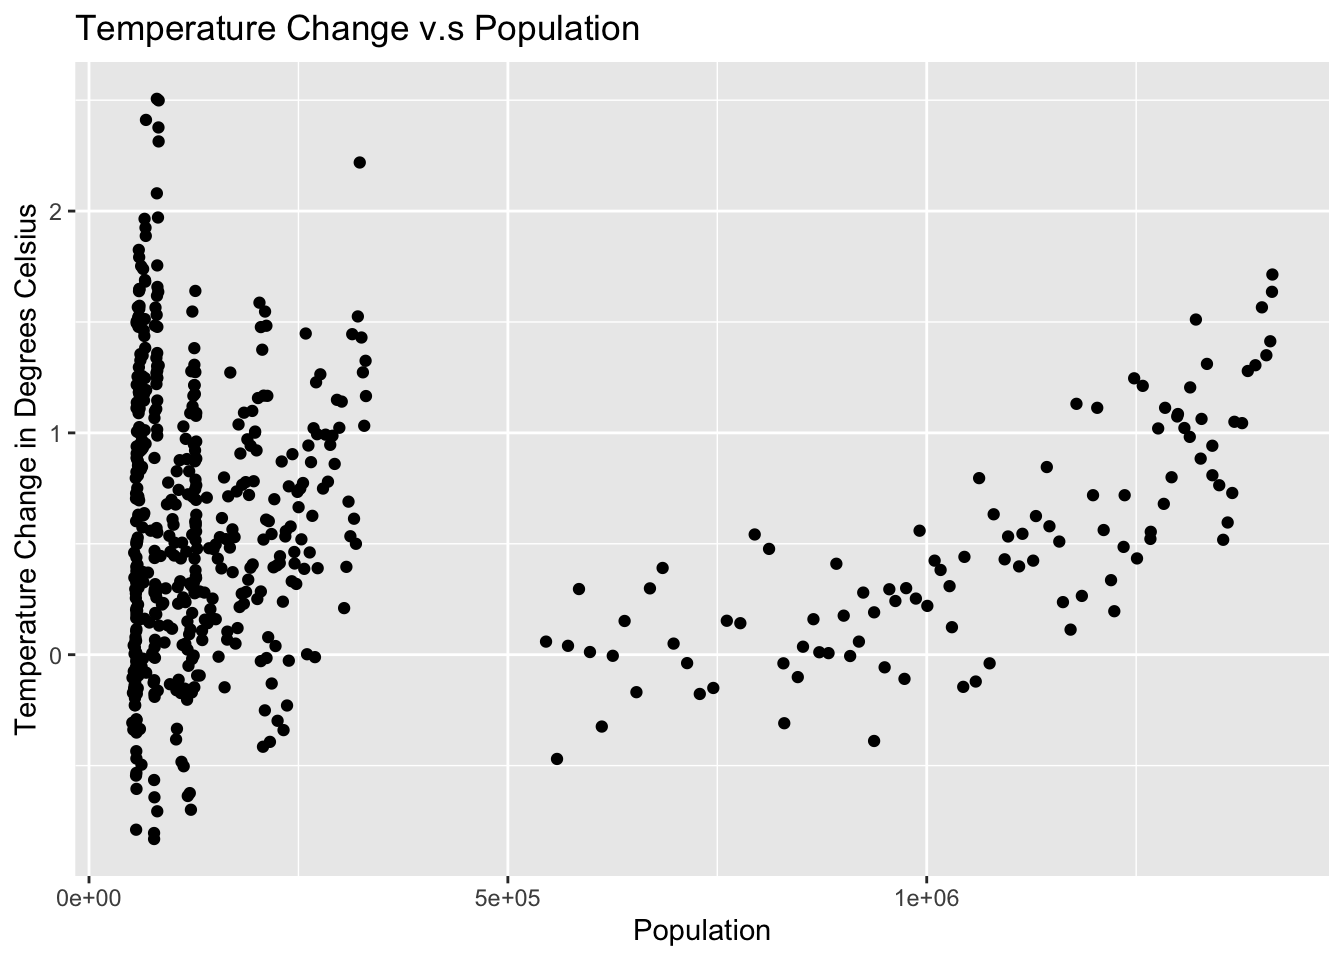 Temperature Change v.s Population
Temperature Change in Degrees Celsius
2
1
0
0e+00
5e+05
1e+06
Population